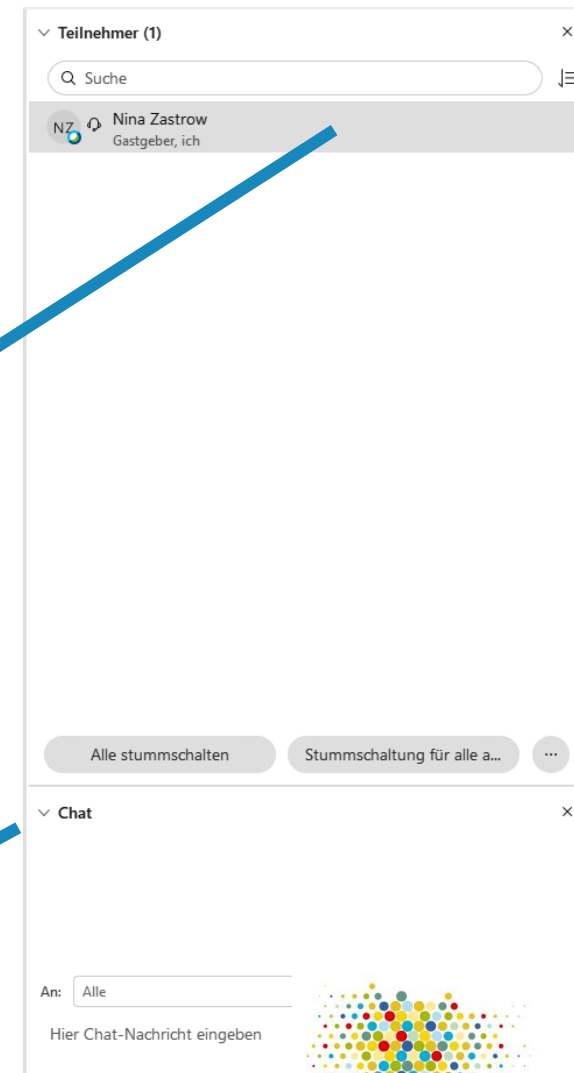 Teilnehmer (1)
Suche
NZ
Nina Zastrow
Gastgeber, ich
Alle stummschalten
Stummschaltung für alle a...
...
Chat
An:
Alle
Hier Chat-Nachricht eingeben